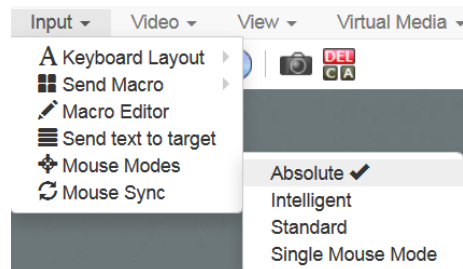 Input Video View Virtual Media
A Keyboard Layout
Send Macro
DEL
C A
Macro Editor
Send text to target
Mouse Modes
Mouse Sync
Absolute
Intelligent
Standard
Single Mouse Mode